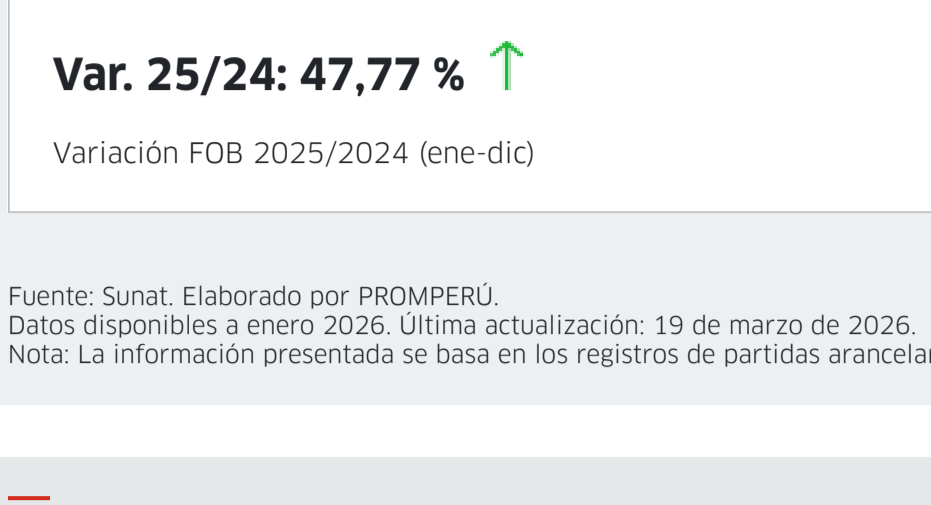 Var. 25/24: 47,77 %
Variación FOB 2025/2024 (ene-dic)
Fuente: Sunat. Elaborado por PROMPERÚ.
Datos disponibles a enero 2026. Última actualización: 19 de marzo de 2026.
Nota: La información presentada se basa en los registros de partidas